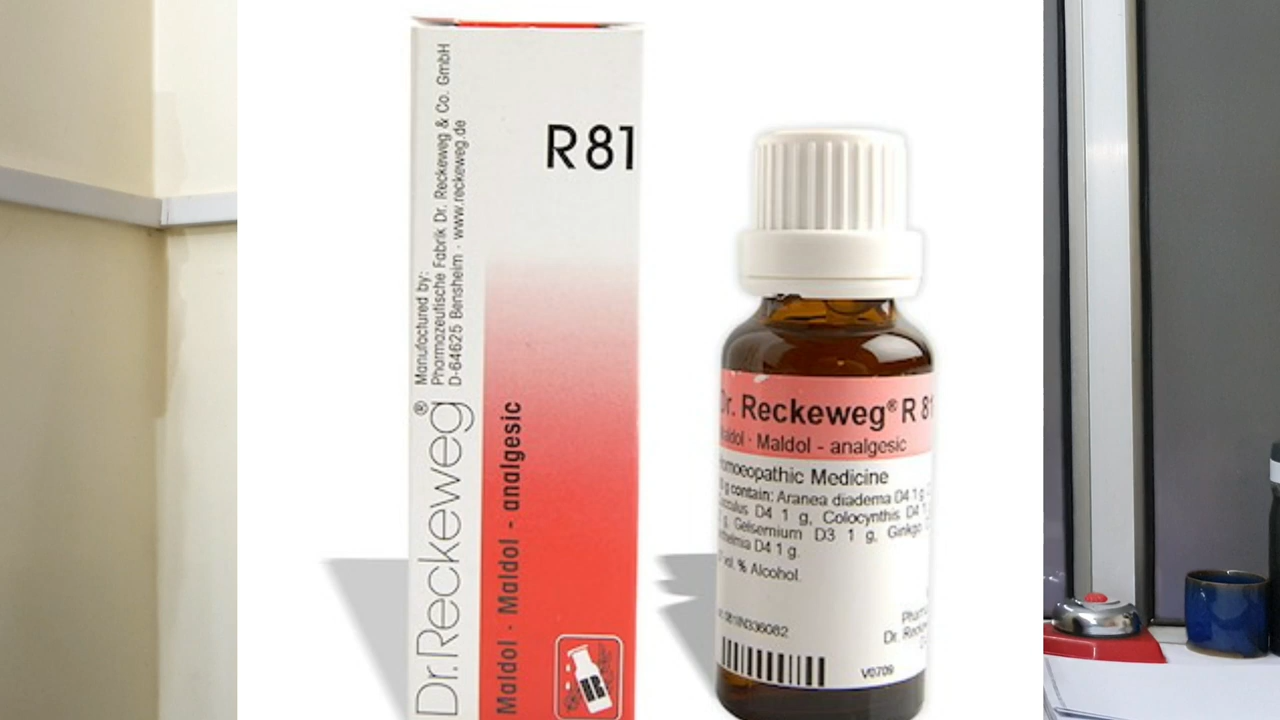 R81
Manufactured by:
Pharmazeutische Fabrik Dr. Reckeweg & Co. GmbH
D-64625 Bensheim · www.reckeweg.de
Dr.Reckeweg®
Maldol · Maldol - analgesic
Dr. Reckeweg® R 81
Maldol · Maldol - analgesic
Homoeopathic Medicine
g contain: Aranea diadema D4 1 g
D4 1 g, Colocynthis D4
g, Gelsemium D3 1 g, Ginkgo
D4 1 g.
vol. % Alcohol.
Dr.
V0709